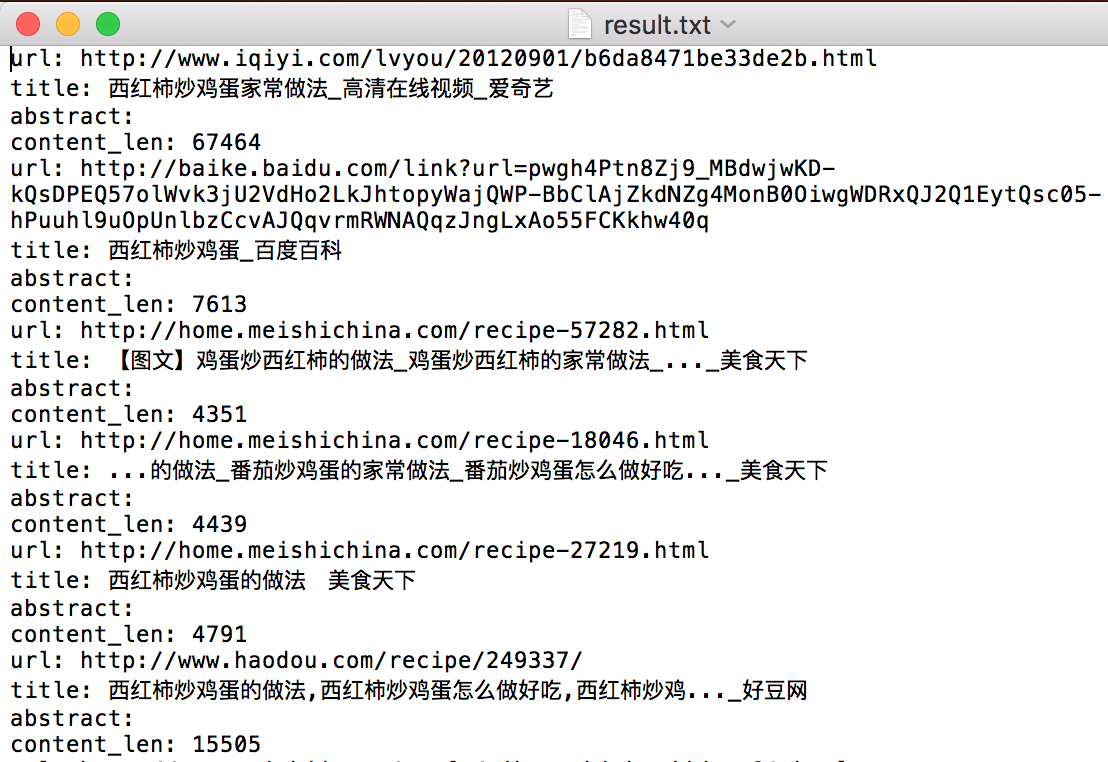 result.txt
url: http://www.iqiyi.com/lvyou/20120901/b6da8471be33de2b.html
title: 西红柿炒鸡蛋家常做法_高清在线视频_爱奇艺
abstract:
content_len: 67464
url: http://baike.baidu.com/link?url=pwgh4Ptn8Zj9_MBdwjwKD-
kQsDPEQ57olWvk3jU2VdHo2LkJhtopyWajQWP-BbClAjZkdNZg4MonB0OiwgWDRxQJ2Q1EytQsc05-
hPuuhl9uOpUnlbzCcvAJQqvrmRWNAQqzJngLxAo55FCKkhw40q
title: 西红柿炒鸡蛋_百度百科
abstract:
content_len: 7613
url: http://home.meishichina.com/recipe-57282.html
title: 【图文】鸡蛋炒西红柿的做法_鸡蛋炒西红柿的家常做法_..._美食天下
abstract:
content_len: 4351
url: http://home.meishichina.com/recipe-18046.html
title: ...的做法_番茄炒鸡蛋的家常做法_番茄炒鸡蛋怎么做好吃..._美食天下
abstract:
content_len: 4439
url: http://home.meishichina.com/recipe-27219.html
title: 西红柿炒鸡蛋的做法　美食天下
abstract:
content_len: 4791
url: http://www.haodou.com/recipe/249337/
title: 西红柿炒鸡蛋的做法,西红柿炒鸡蛋怎么做好吃,西红柿炒鸡..._好豆网
abstract:
content_len: 15505